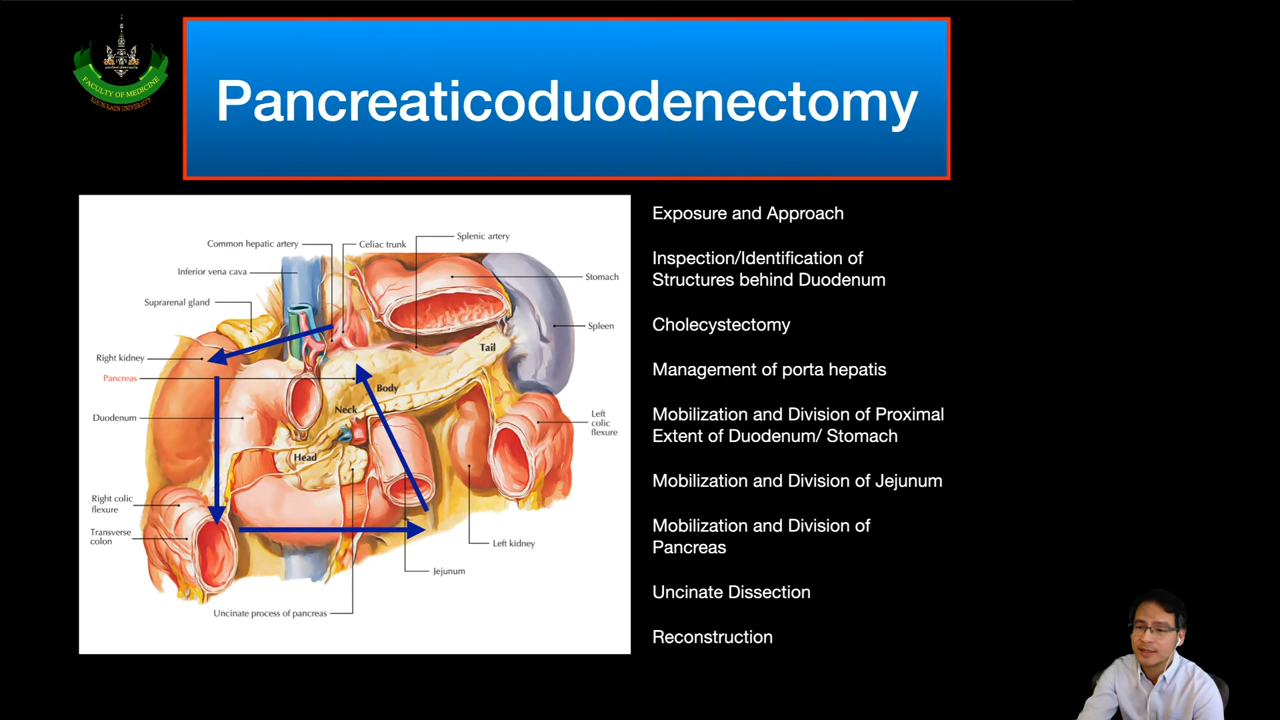 FACULTY OF MEDICINE
KHON KAEN UNIVERSITY
Pancreaticoduodenectomy
Common hepatic artery
Celiac trunk
Splenic artery
Inferior vena cava
Stomach
Suprarenal gland
Spleen
Right kidney
Tail
Pancreas
Body
Neck
Duodenum
Left
colic
flexure
Head
Right colic
flexure
Transverse
colon
Left kidney
Jejunum
Uncinate process of pancreas
Exposure and Approach
Inspection/Identification of
Structures behind Duodenum
Cholecystectomy
Management of porta hepatis
Mobilization and Division of Proximal
Extent of Duodenum/ Stomach
Mobilization and Division of Jejunum
Mobilization and Division of
Pancreas
Uncinate Dissection
Reconstruction